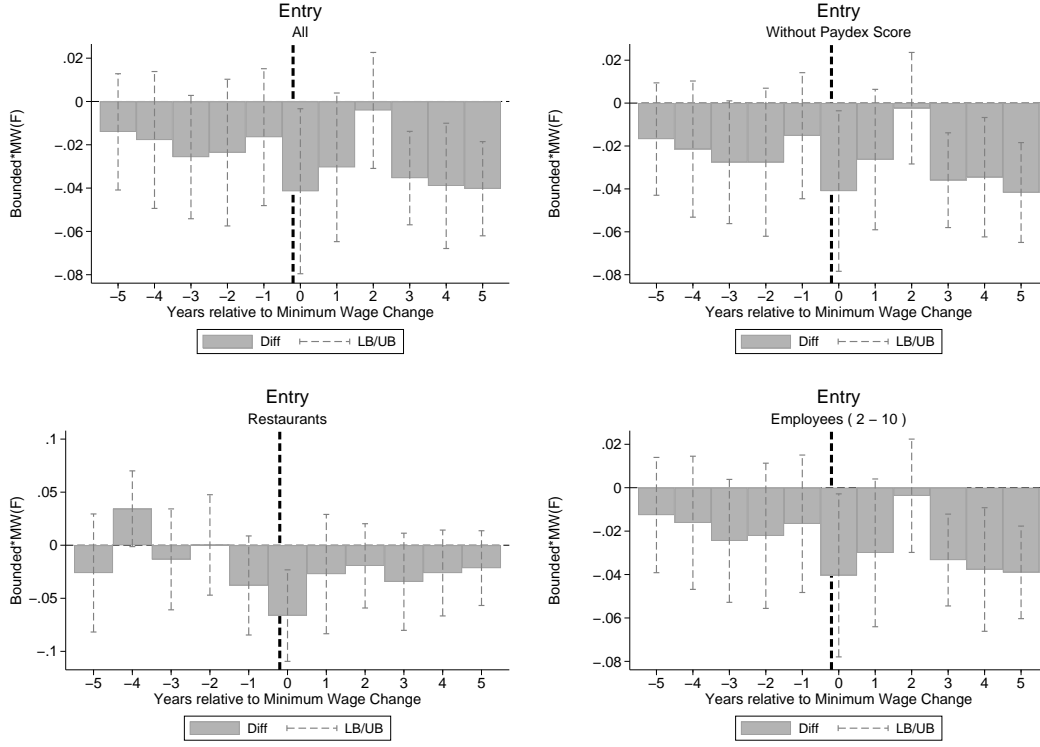 Entry
All
Bounded*MW(F)
.02
0
−.02
−.04
−.06
−.08
−5 −4 −3 −2 −1 0 1 2 3 4 5
Years relative to Minimum Wage Change
Diff LB/UB
Entry
Without Paydex Score
Bounded*MW(F)
.02
0
−.02
−.04
−.06
−.08
−5 −4 −3 −2 −1 0 1 2 3 4 5
Years relative to Minimum Wage Change
Diff LB/UB
Entry
Restaurants
Bounded*MW(F)
.1
.05
0
−.05
−.1
−5 −4 −3 −2 −1 0 1 2 3 4 5
Years relative to Minimum Wage Change
Diff LB/UB
Entry
Employees ( 2 − 10 )
Bounded*MW(F)
.02
0
−.02
−.04
−.06
−.08
−5 −4 −3 −2 −1 0 1 2 3 4 5
Years relative to Minimum Wage Change
Diff LB/UB